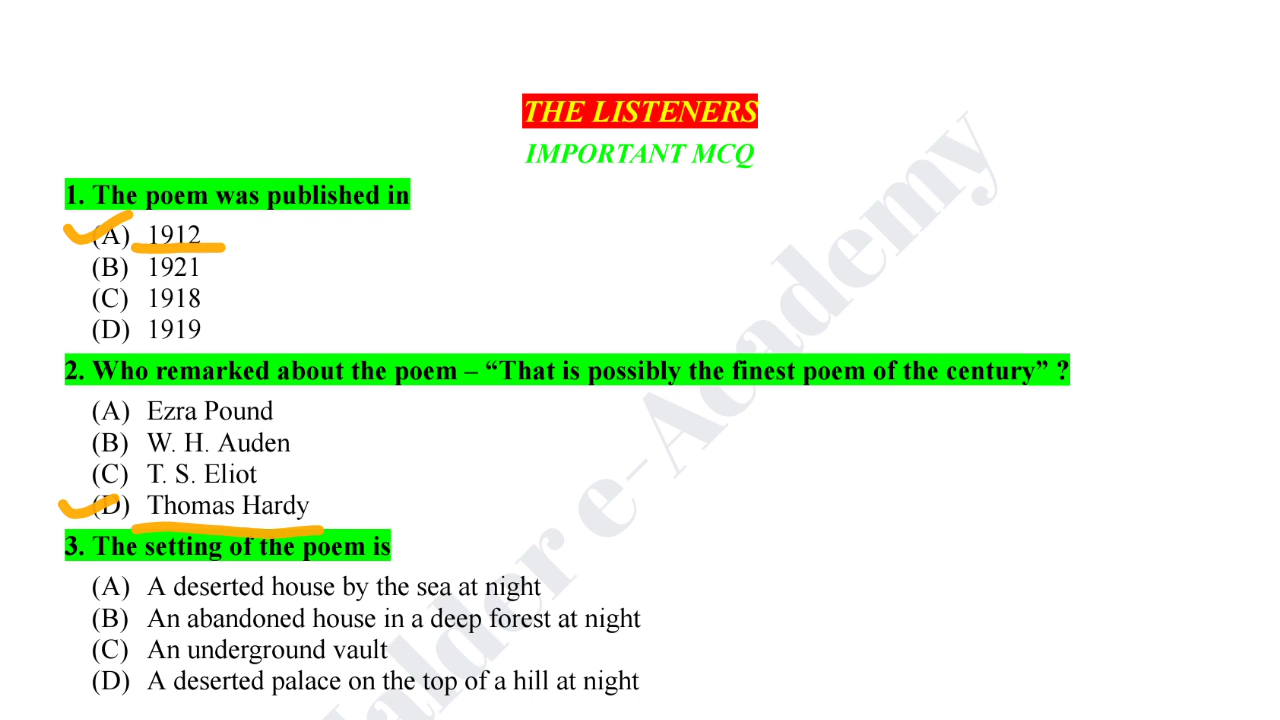 THE LISTENERS
IMPORTANT MCQ
1. The poem was published in
(A) 1912
(B) 1921
(C) 1918
(D) 1919
2. Who remarked about the poem – “That is possibly the finest poem of the century” ?
(A) Ezra Pound
(B) W. H. Auden
(C) T. S. Eliot
(D) Thomas Hardy
3. The setting of the poem is
(A) A deserted house by the sea at night
(B) An abandoned house in a deep forest at night
(C) An underground vault
(D) A deserted palace on the top of a hill at night
e-Academy